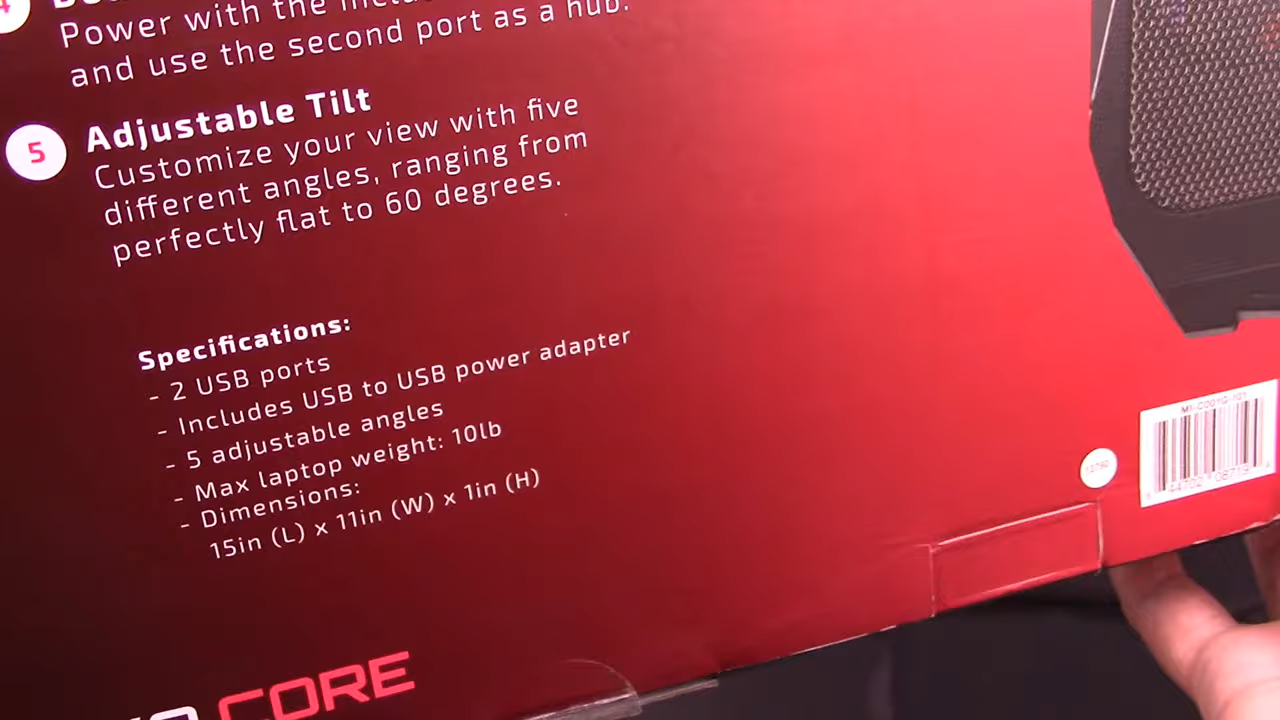 4
Power with the
and use the second port as a hub.
5
Adjustable Tilt
Customize your view with five
different angles, ranging from
perfectly flat to 60 degrees.
Specifications:
- 2 USB ports
- Includes USB to USB power adapter
- 5 adjustable angles
- Max laptop weight: 10lb
- Dimensions:
15in (L) x 11in (W) x 1in (H)
CORE